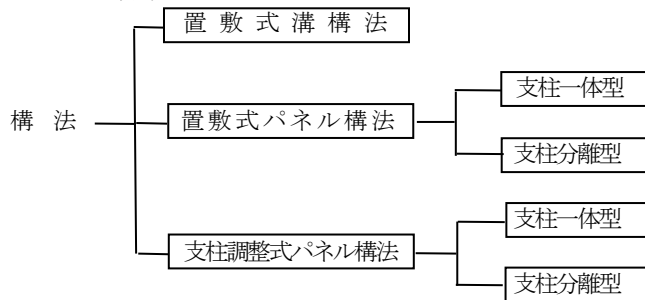 置敷式溝構法
構法
置敷式パネル構法
支柱一体型
支柱分離型
支柱調整式パネル構法
支柱一体型
支柱分離型